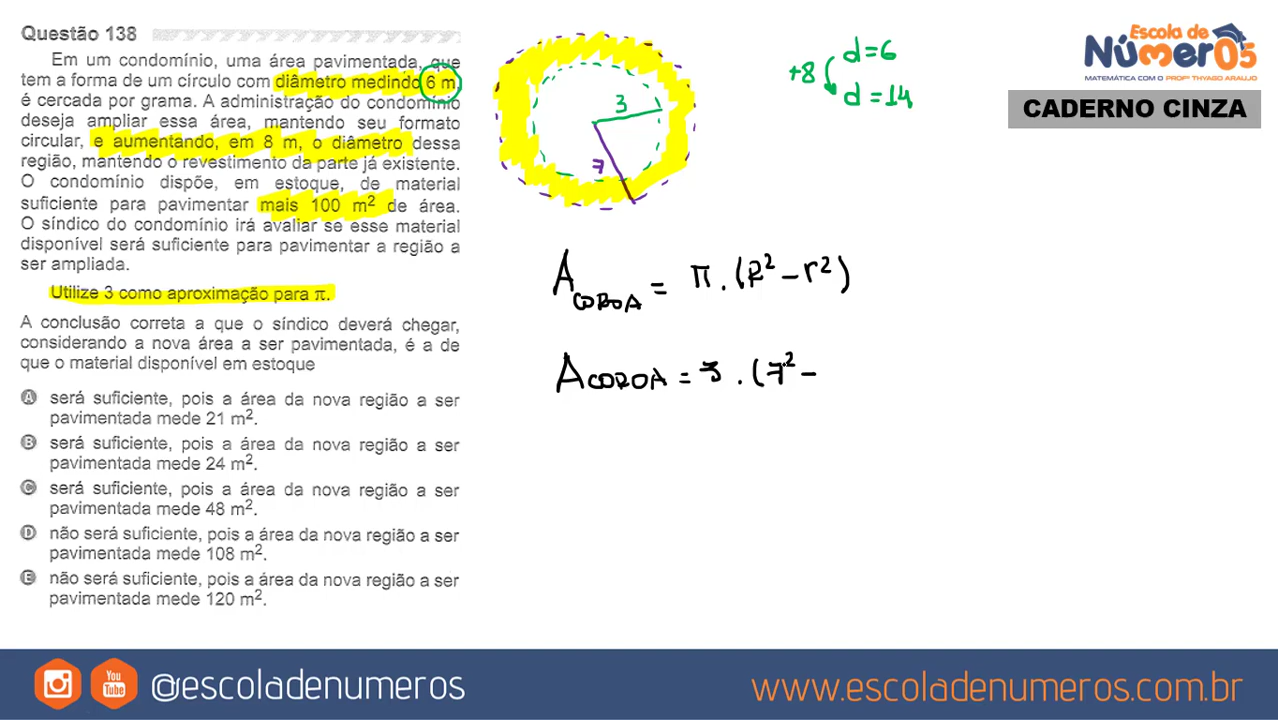 Questão 138
Em um condomínio, uma área pavimentada, que
tem a forma de um círculo com diâmetro medindo 6 m,
é cercada por grama. A administração do condomínio
deseja ampliar essa área, mantendo seu formato
circular, e aumentando, em 8 m, o diâmetro dessa
região, mantendo o revestimento da parte já existente.
O condomínio dispõe, em estoque, de material
suficiente para pavimentar mais 100 m² de área.
O síndico do condomínio irá avaliar se esse material
disponível será suficiente para pavimentar a região a
ser ampliada.
Utilize 3 como aproximação para π.
A conclusão correta a que o síndico deverá chegar,
considerando a nova área a ser pavimentada, é a de
que o material disponível em estoque
A será suficiente, pois a área da nova região a ser
pavimentada mede 21 m².
B será suficiente, pois a área da nova região a ser
pavimentada mede 24 m².
C será suficiente, pois a área da nova região a ser
pavimentada mede 48 m².
D não será suficiente, pois a área da nova região a ser
pavimentada mede 108 m².
E não será suficiente, pois a área da nova região a ser
pavimentada mede 120 m².
3
7
d=6
+8
d=14
A COROA = π.(R²-r²)
A COROA = 3.(7²-
Escola de
NúmerOs
MATEMÁTICA COM O PROFº THYAGO ARAUJO
CADERNO CINZA
You
Tube
@escoladenumeros
www.escoladenumeros.com.br